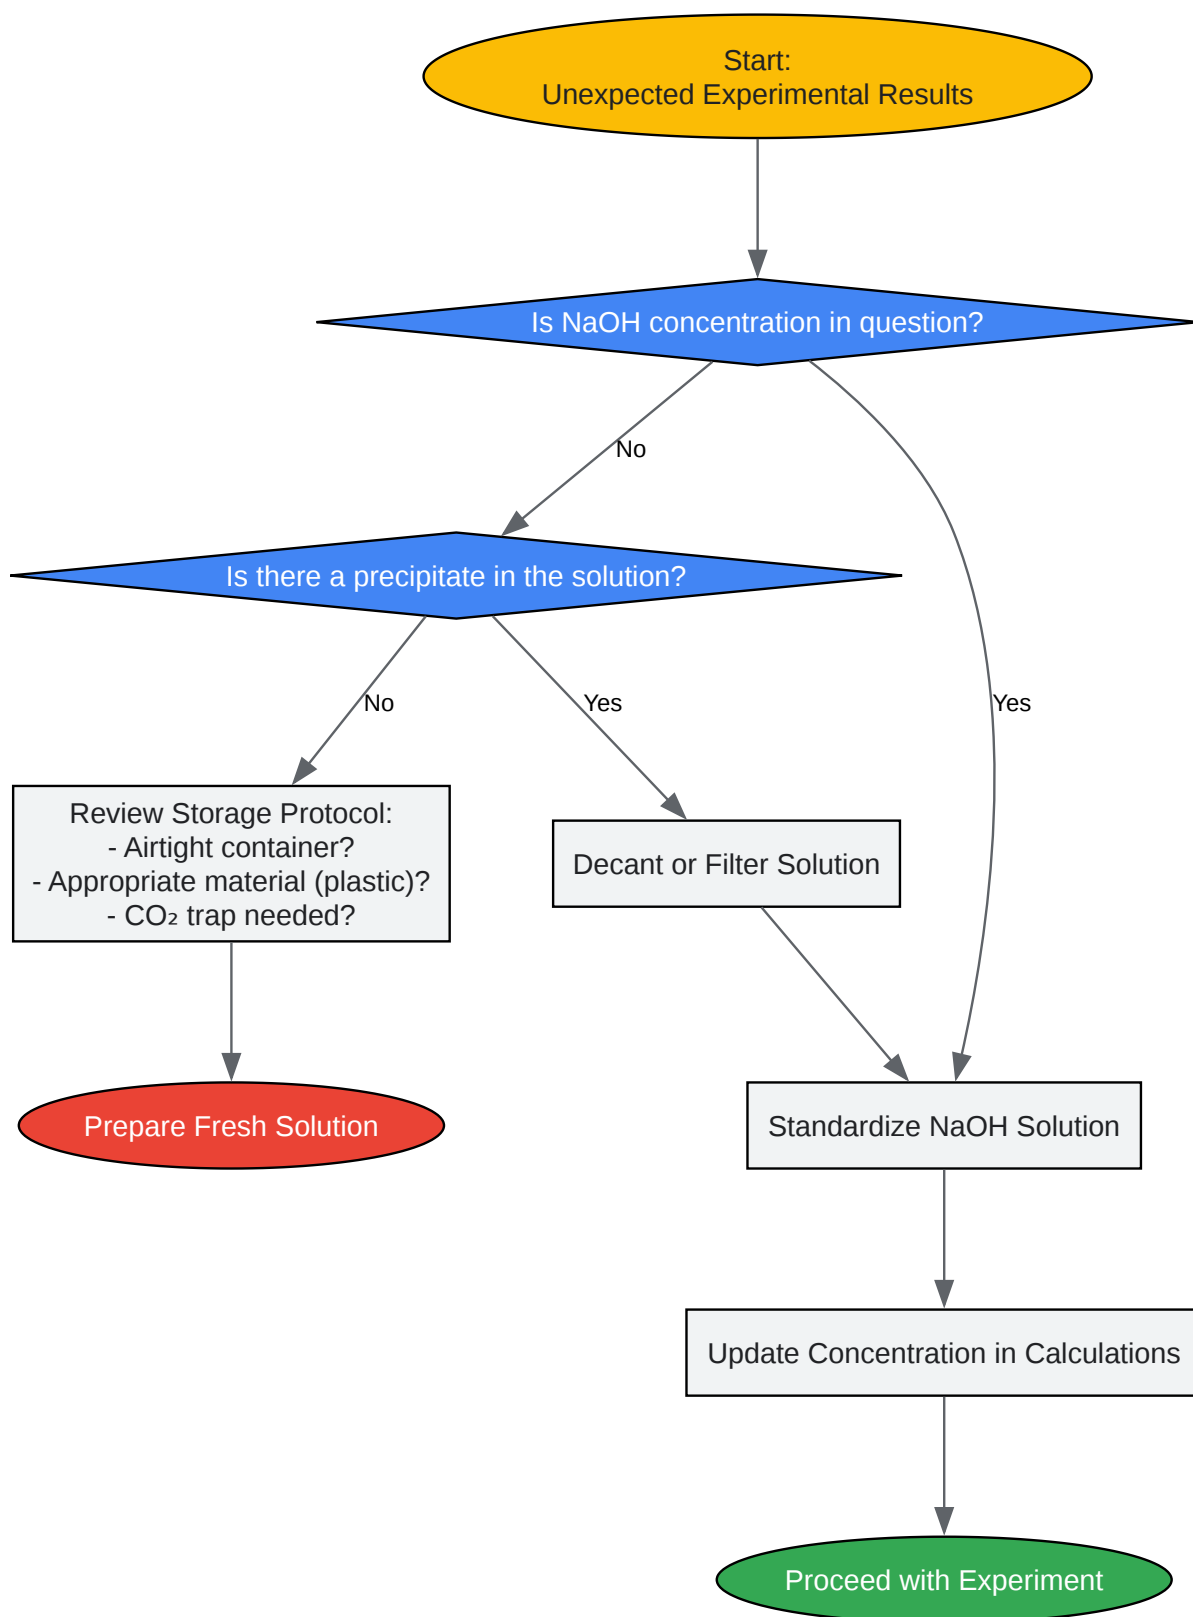 Start:
Unexpected Experimental Results
Is NaOH concentration in question?
No
Is there a precipitate in the solution?
No
Yes
Yes
Review Storage Protocol:
- Airtight container?
- Appropriate material (plastic)?
- CO₂ trap needed?
Decant or Filter Solution
Prepare Fresh Solution
Standardize NaOH Solution
Update Concentration in Calculations
Proceed with Experiment